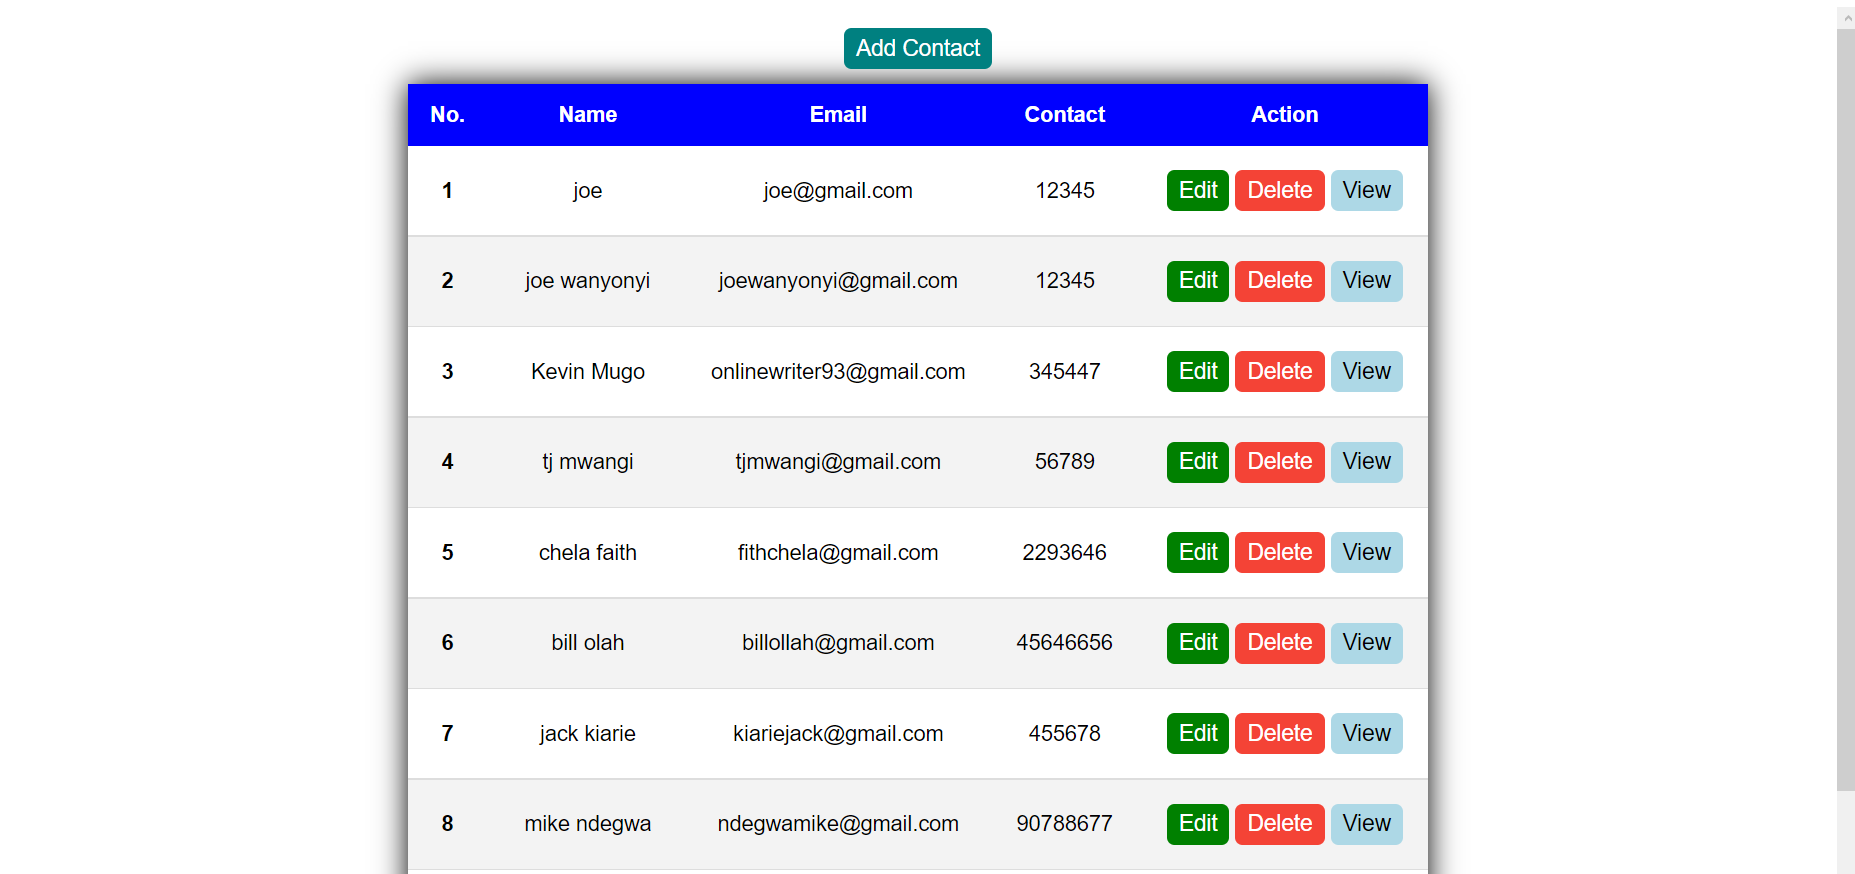 Add Contact
No. Name Email Contact Action
1 joe joe@gmail.com 12345 Edit Delete View
2 joe wanyonyi joewanyonyi@gmail.com 12345 Edit Delete View
3 Kevin Mugo onlinewriter93@gmail.com 345447 Edit Delete View
4 tj mwangi tjmwangi@gmail.com 56789 Edit Delete View
5 chela faith fithchela@gmail.com 2293646 Edit Delete View
6 bill olah billollah@gmail.com 45646656 Edit Delete View
7 jack kiarie kiariejack@gmail.com 455678 Edit Delete View
8 mike ndegwa ndegwamike@gmail.com 90788677 Edit Delete View